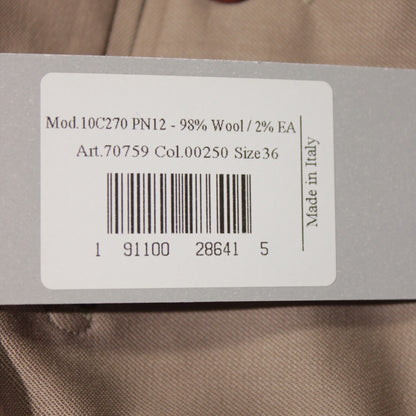 Mod.10C270 PN12 - 98% Wool / 2% EA
Art.70759 Col.00250 Size36
1 91100 28641 5
Made in Italy